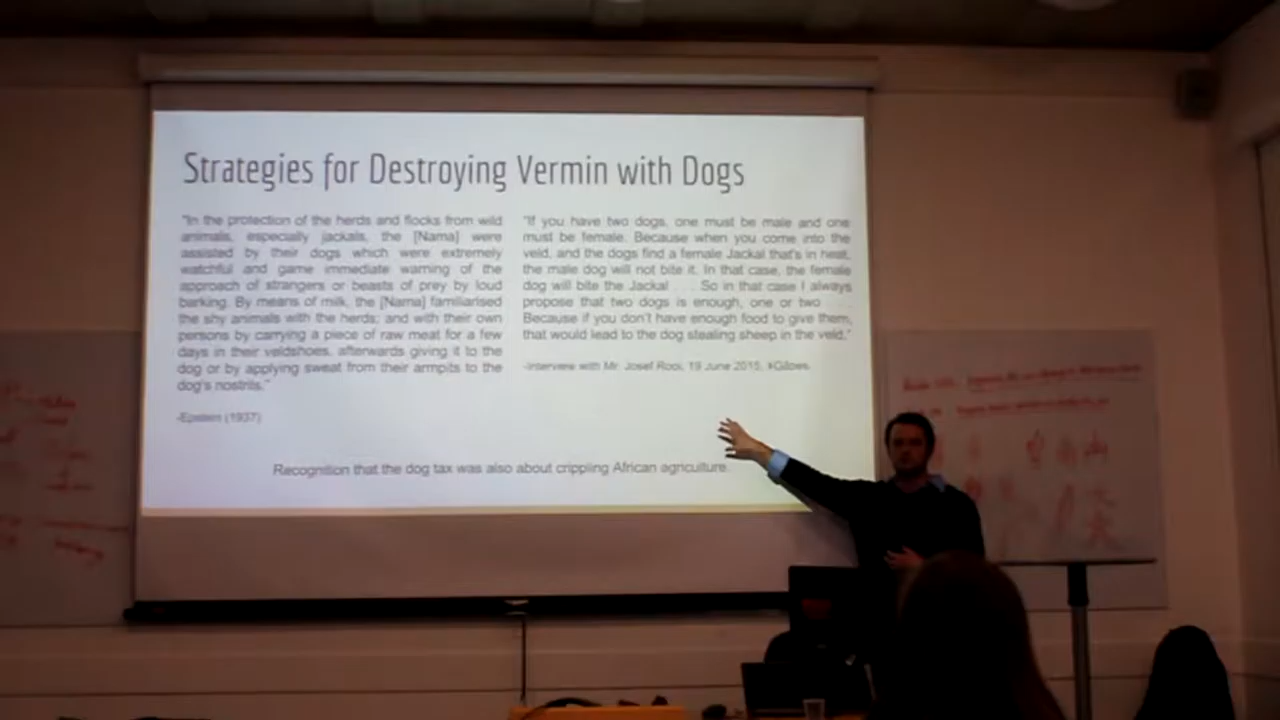 Strategies for Destroying Vermin with Dogs
"In the protection of the herds and flocks from wild
animals, especially jackals, the [Nama] were
assisted by their dogs which were extremely
watchful and game immediate warning of the
approach of strangers or beasts of prey by loud
barking. By means of milk, the [Nama] familiarised
the shy animals with the herds; and with their own
persons by carrying a piece of raw meat for a few
days in their veldshoes, afterwards giving it to the
dog or by applying sweat from their armpits to the
dog's nostrils."
-Epstein (1937)
"If you have two dogs, one must be male and one
must be female. Because when you come into the
veld, and the dogs find a female Jackal that's in heat,
the male dog will not bite it. In that case, the female
dog will bite the Jackal . . . So in that case I always
propose that two dogs is enough, one or two . . .
Because if you don't have enough food to give them,
that would lead to the dog stealing sheep in the veld."
-Interview with Mr. Josef Rooi, 19 June 2015,
Recognition that the dog tax was also about crippling African agriculture.